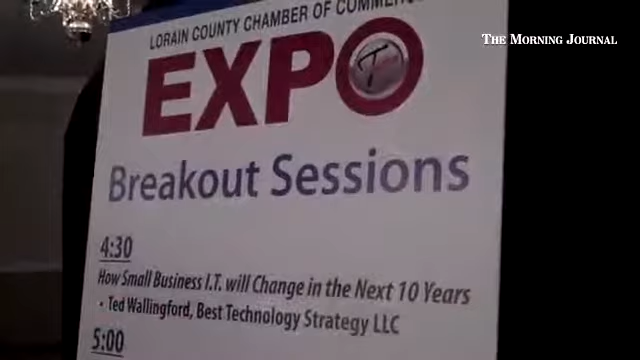 THE MORNING JOURNAL
LORAIN COUNTY CHAMBER OF COMMERCE
EXPO
Breakout Sessions
4:30
How Small Business I.T. will Change in the Next 10 Years
• Ted Wallingford, Best Technology Strategy LLC
5:00